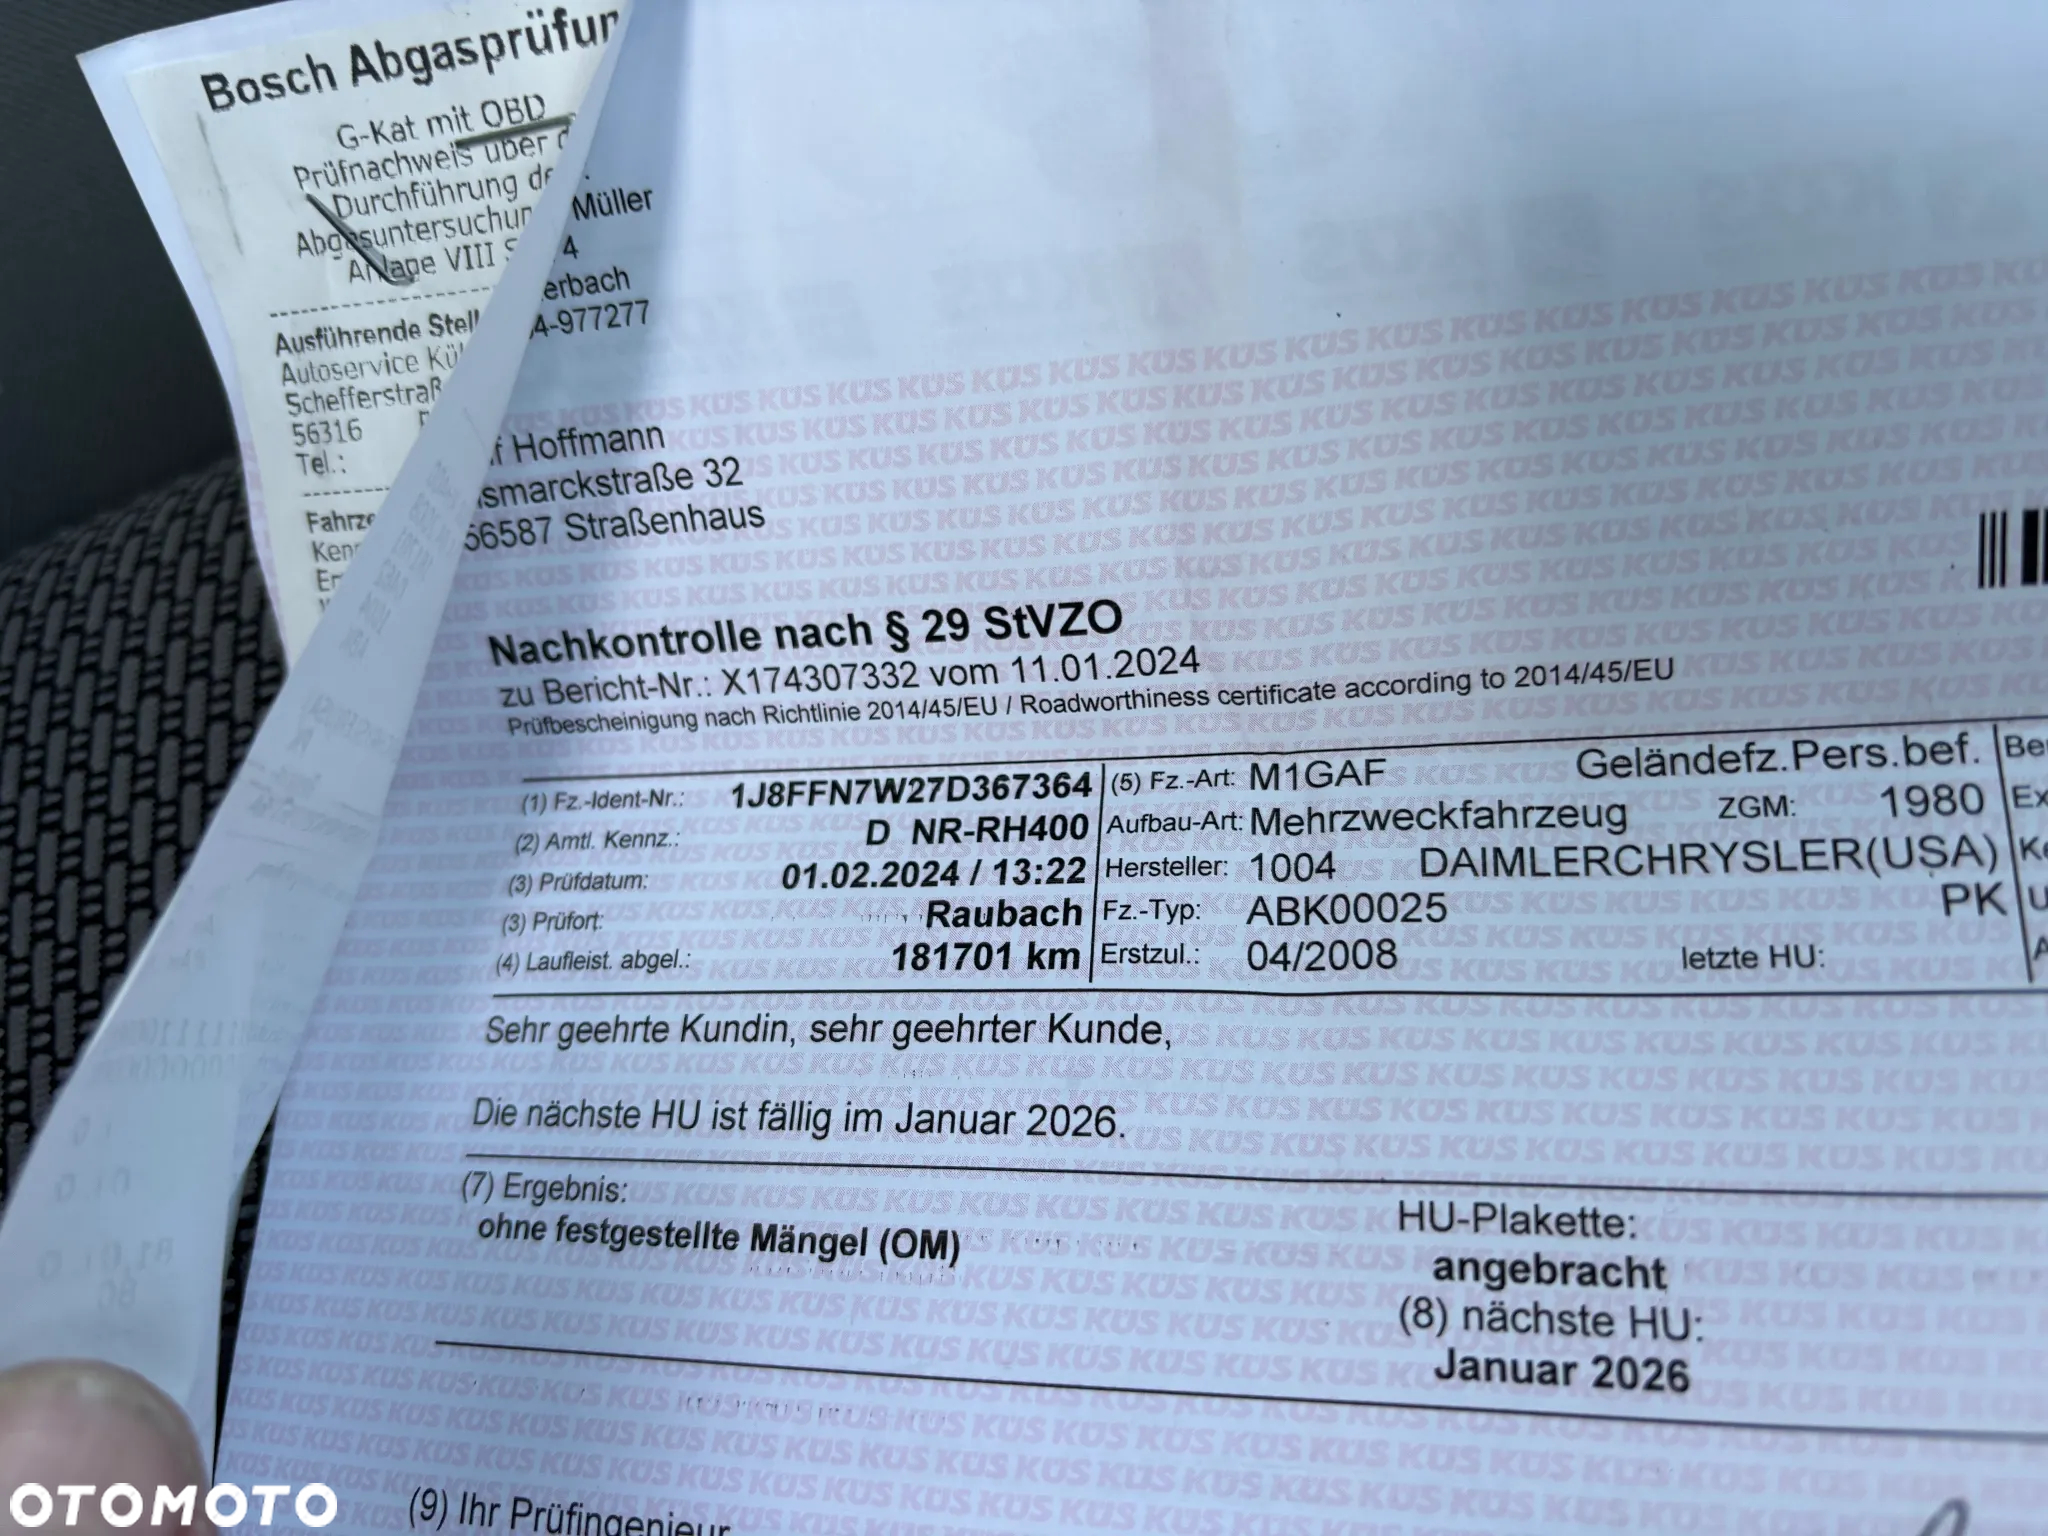 Bosch Abgasprüfun
G-Kat mit OBD
Prüfnachweis über d
Durchführung de
Abgasuntersuchun
Anlage VIII S
Ausführende Stell
Autoservice Kü
Schefferstraß
56316
Tel.:
Fahrze
Müller
4
erbach
4-977277
f Hoffmann
smarckstraße 32
56587 Straßenhaus
Nachkontrolle nach § 29 StVZO
zu Bericht-Nr.: X174307332 vom 11.01.2024
Prüfbescheinigung nach Richtlinie 2014/45/EU / Roadworthiness certificate according to 2014/45/EU
(1) Fz.-Ident-Nr.: 1J8FFN7W27D367364 (5) Fz.-Art: M1GAF Geländefz.Pers.bef. Be
(2) Amtl. Kennz.: D NR-RH400 Aufbau-Art: Mehrzweckfahrzeug ZGM: 1980 Ex
(3) Prüfdatum: 01.02.2024 / 13:22 Hersteller: 1004 DAIMLERCHRYSLER(USA) Ke
(3) Prüfort: Raubach Fz.-Typ: ABK00025 PK U
(4) Laufleist. abgel.: 181701 km Erstzul.: 04/2008 letzte HU: A
Sehr geehrte Kundin, sehr geehrter Kunde,
Die nächste HU ist fällig im Januar 2026.
(7) Ergebnis:
ohne festgestellte Mängel (OM)
HU-Plakette:
angebracht
(8) nächste HU:
Januar 2026
(9) Ihr Prüfingenieur
OTOMOTO